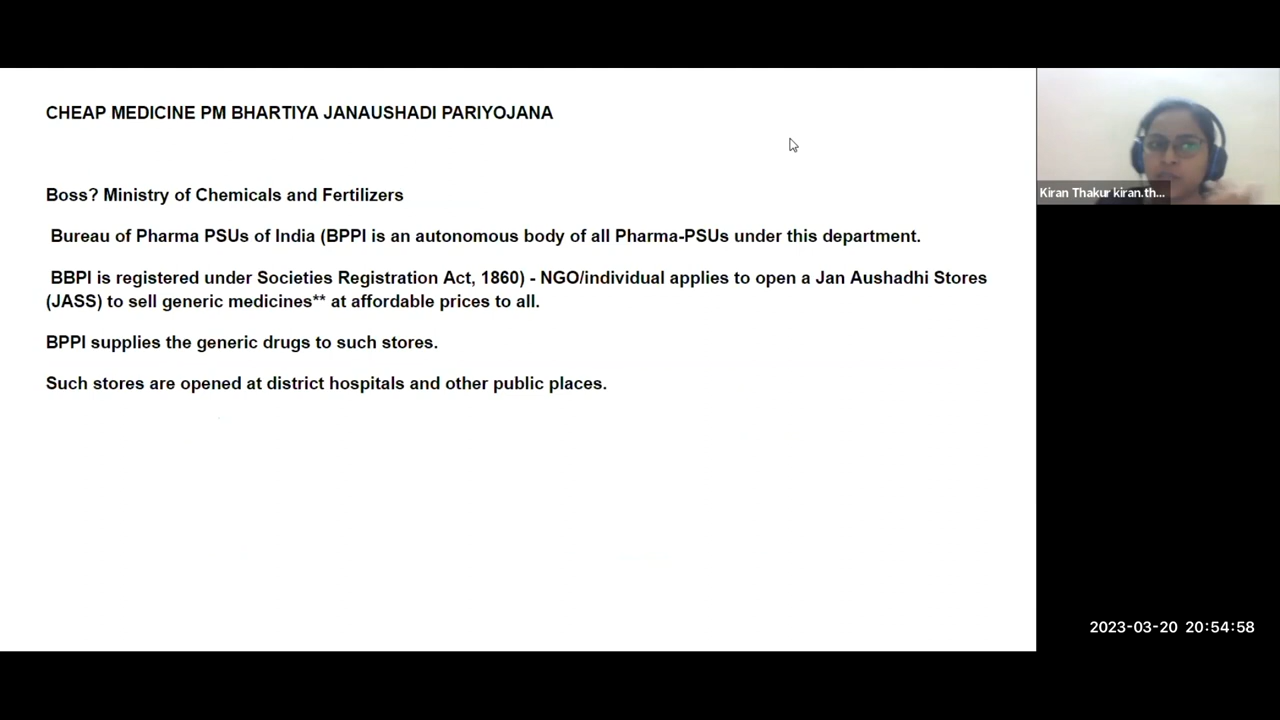 CHEAP MEDICINE PM BHARTIYA JANAUSHADI PARIYOJANA
Boss? Ministry of Chemicals and Fertilizers
Bureau of Pharma PSUs of India (BPPI is an autonomous body of all Pharma-PSUs under this department.
BBPI is registered under Societies Registration Act, 1860) - NGO/individual applies to open a Jan Aushadhi Stores
(JASS) to sell generic medicines** at affordable prices to all.
BPPI supplies the generic drugs to such stores.
Such stores are opened at district hospitals and other public places.
Kiran Thakur kiran.th...
2023-03-20 20:54:58